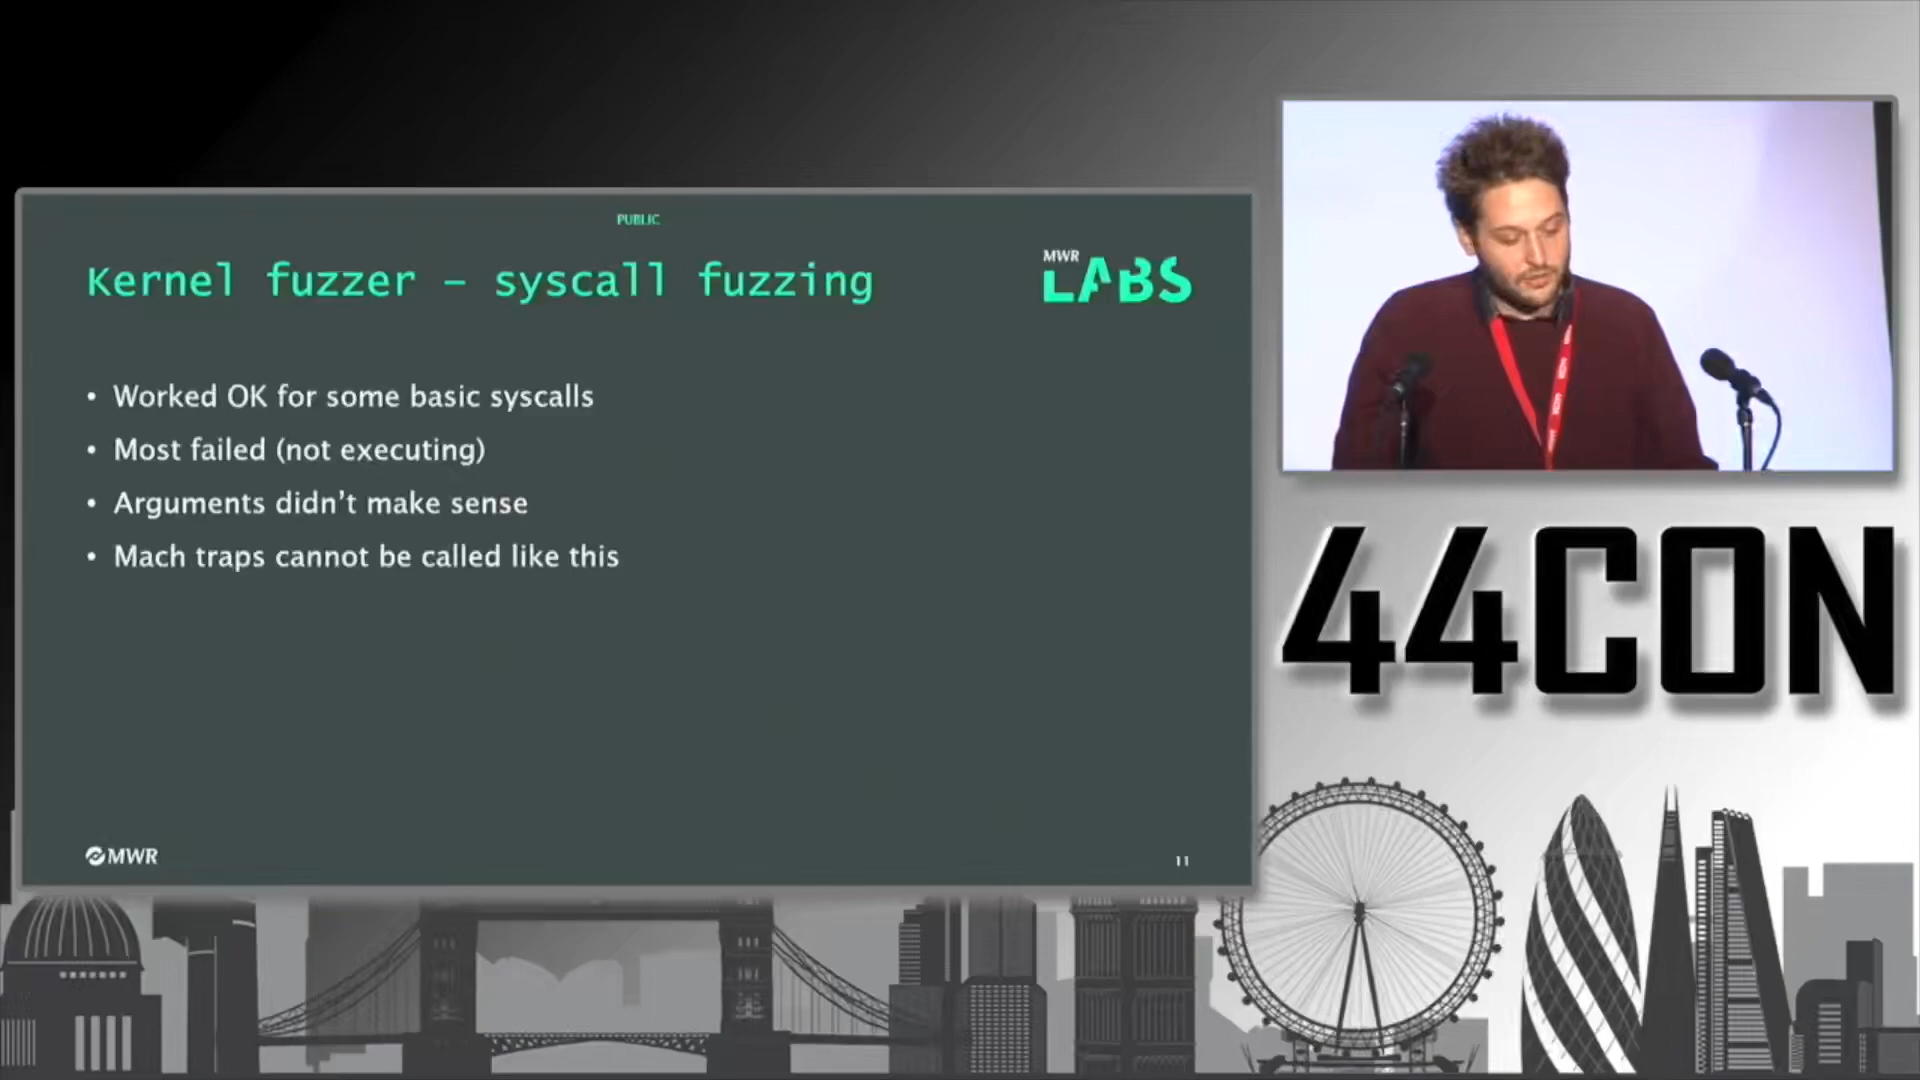 PUBLIC
Kernel fuzzer – syscall fuzzing
MWR
LABS
• Worked OK for some basic syscalls
• Most failed (not executing)
• Arguments didn’t make sense
• Mach traps cannot be called like this
MWR
11
44CON